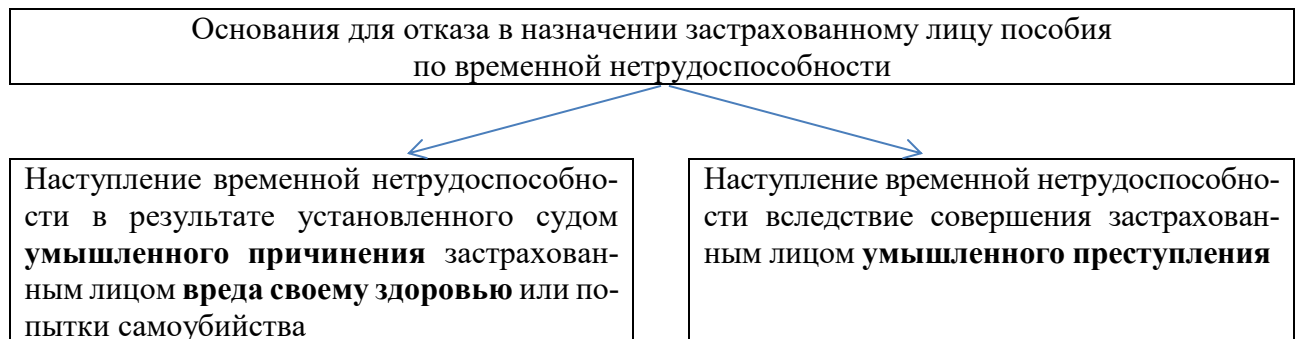 Основания для отказа в назначении застрахованному лицу пособия
по временной нетрудоспособности
Наступление временной нетрудоспособно-
сти в результате установленного судом
умышленного причинения застрахован-
ным лицом вреда своему здоровью или по-
пытки самоубийства
Наступление временной нетрудоспособно-
сти вследствие совершения застрахован-
ным лицом умышленного преступления